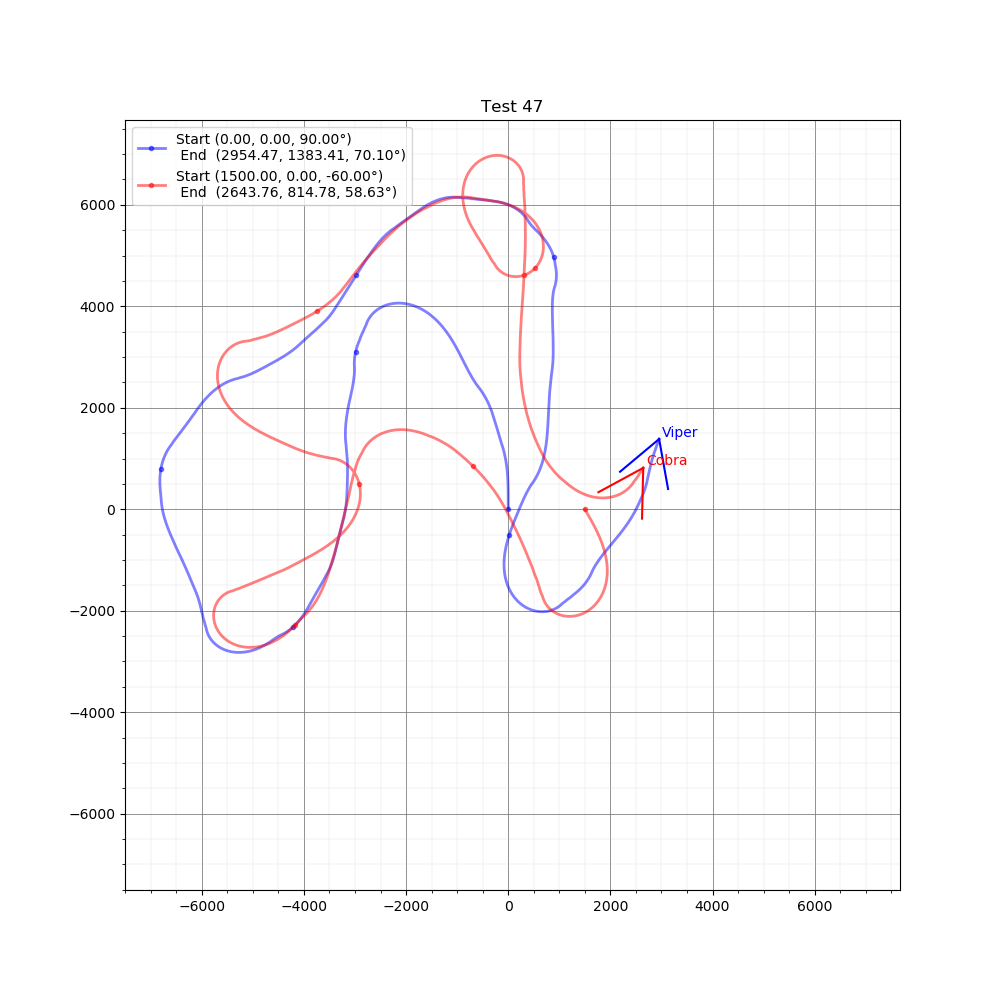 Test 47
Start (0.00, 0.00, 90.00°)
End (2954.47, 1383.41, 70.10°)
Start (1500.00, 0.00, -60.00°)
End (2643.76, 814.78, 58.63°)
6000
4000
2000
0
−2000
−4000
−6000
Viper
Cobra
−6000 −4000 −2000 0 2000 4000 6000